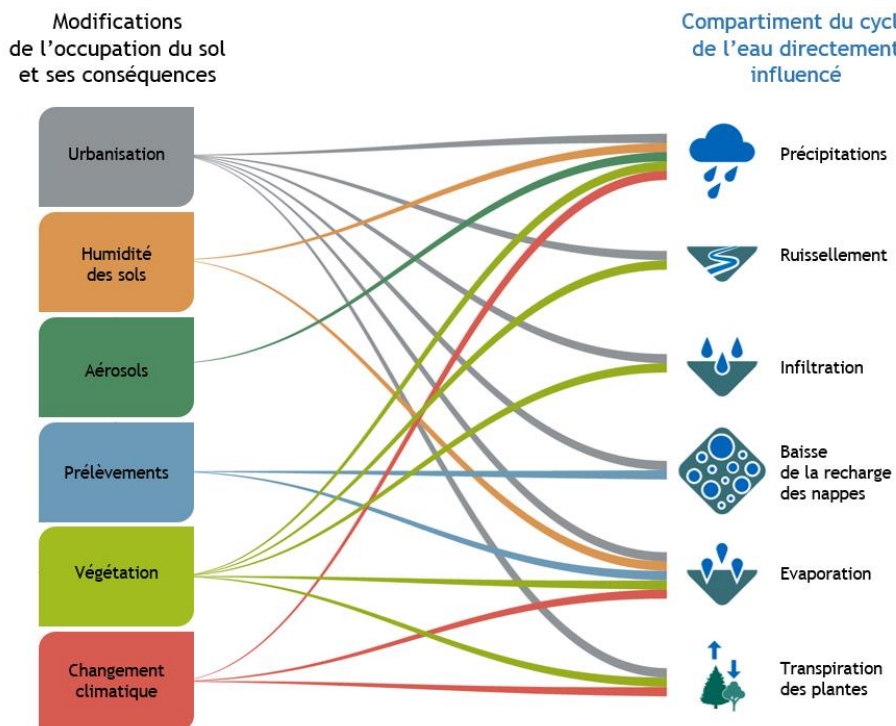 Modifications
de l'occupation du sol
et ses conséquences
Compartiment du cycl
de l'eau directement
influencé
Urbanisation
Humidité
des sols
Aérosols
Prélèvements
Végétation
Changement
climatique
Précipitations
Ruissellement
Infiltration
Baisse
de la recharge
des nappes
Evaporation
Transpiration
des plantes